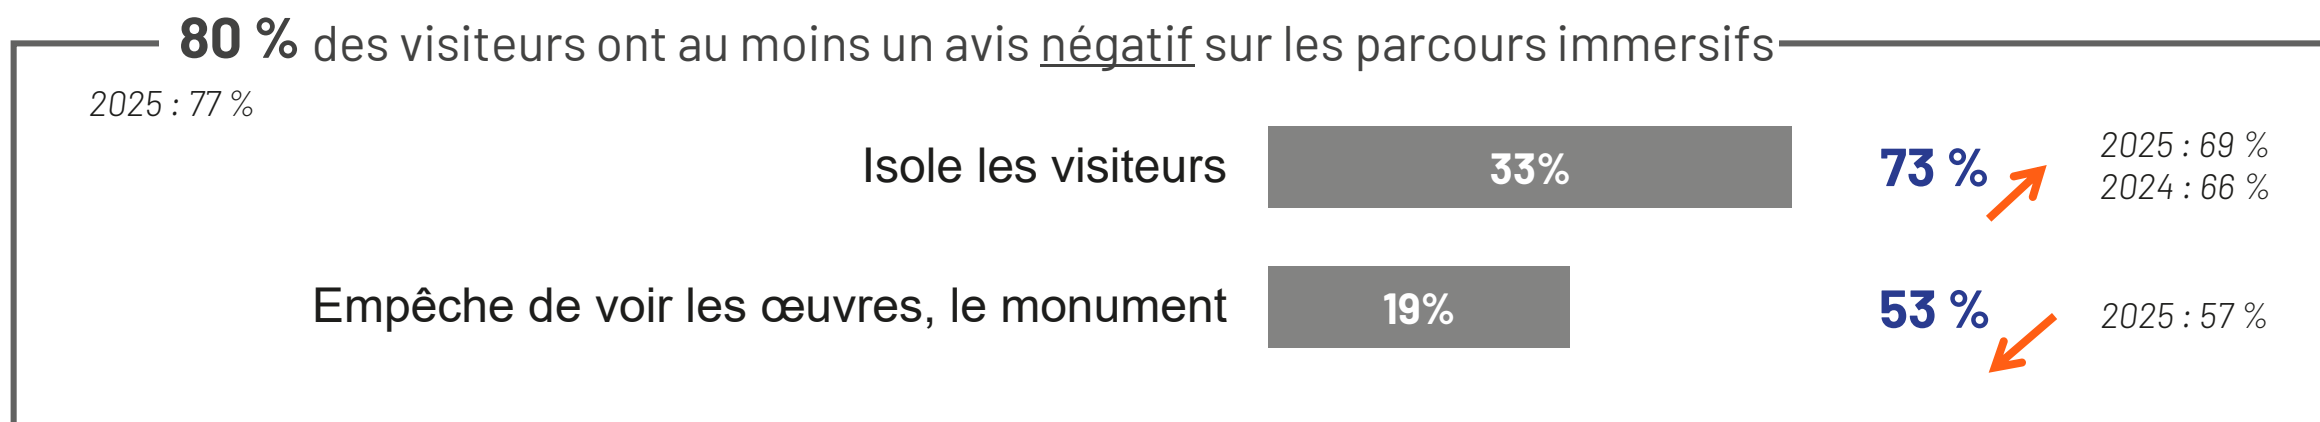 80 % des visiteurs ont au moins un avis négatif sur les parcours immersifs
2025 : 77 %
Isole les visiteurs 33% 73 % 2025 : 69 %
2024 : 66 %
Empêche de voir les œuvres, le monument 19% 53 % 2025 : 57 %